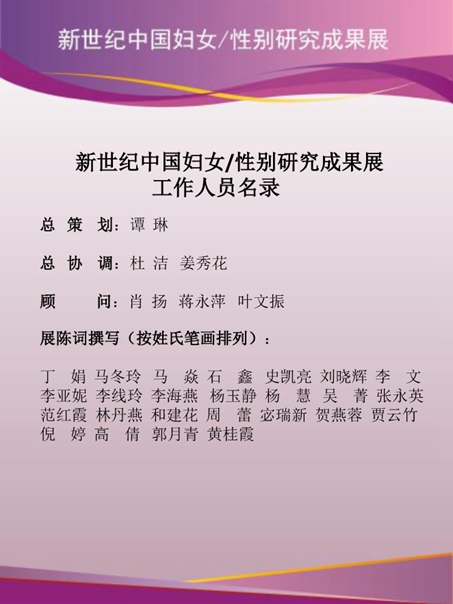 新世纪中国妇女/性别研究成果展
新世纪中国妇女/性别研究成果展
工作人员名录
总 策 划：谭 琳
总 协 调：杜 洁 姜秀花
顾 问：肖 扬 蒋永萍 叶文振
展陈词撰写（按姓氏笔画排列）：
丁 娟 马冬玲 马 焱 石 鑫 史凯亮 刘晓辉 李 文
李亚妮 李线玲 李海燕 杨玉静 杨 慧 吴 菁 张永英
范红霞 林丹燕 和建花 周 蕾 宓瑞新 贺燕蓉 贾云竹
倪 婷 高 倩 郭月青 黄桂霞